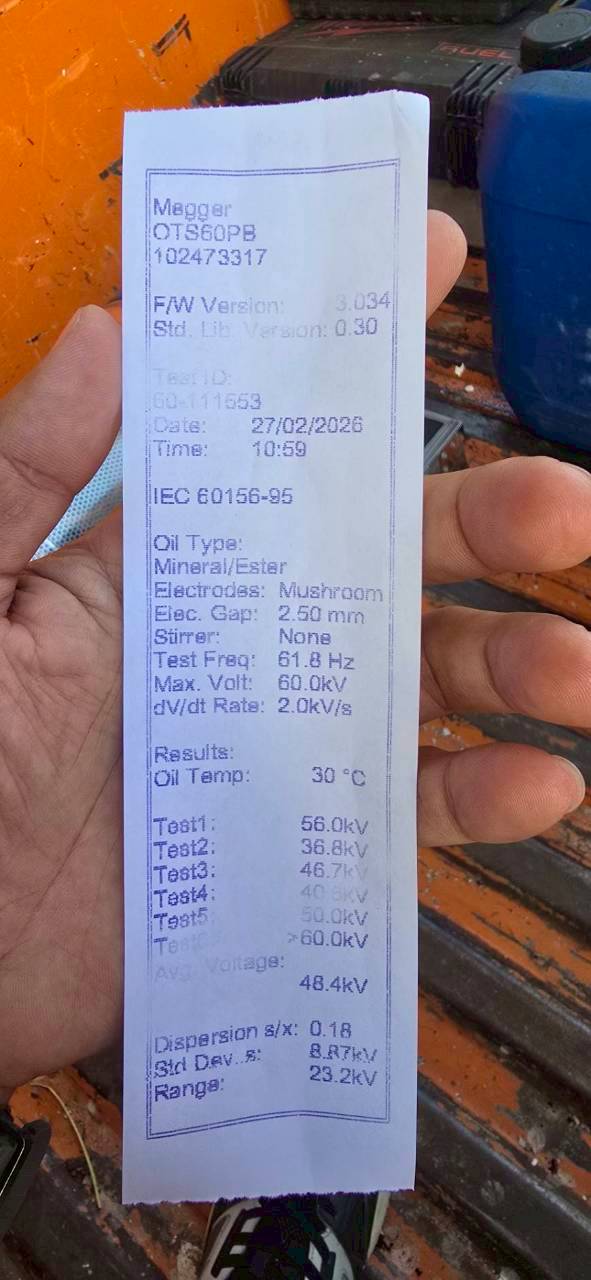 Megger
OTS60PB
102473317
F/W Version: 3.034
Std. Lib. Version: 0.30
Test ID:
60-111553
Date: 27/02/2026
Time: 10:59
IEC 60156-95
Oil Type:
Mineral/Ester
Electrodes: Mushroom
Elec. Gap: 2.50 mm
Stirrer: None
Test Freq: 61.8 Hz
Max. Volt: 60.0kV
dV/dt Rate: 2.0kV/s
Results:
Oil Temp: 30 °C
Test1: 56.0kV
Test2: 36.8kV
Test3: 46.7kV
Test4:
Test5: 50.0kV
>60.0kV
Avg. Voltage:
48.4kV
Dispersion s/x: 0.18
Std Dev..s: 8.87kV
Range: 23.2kV